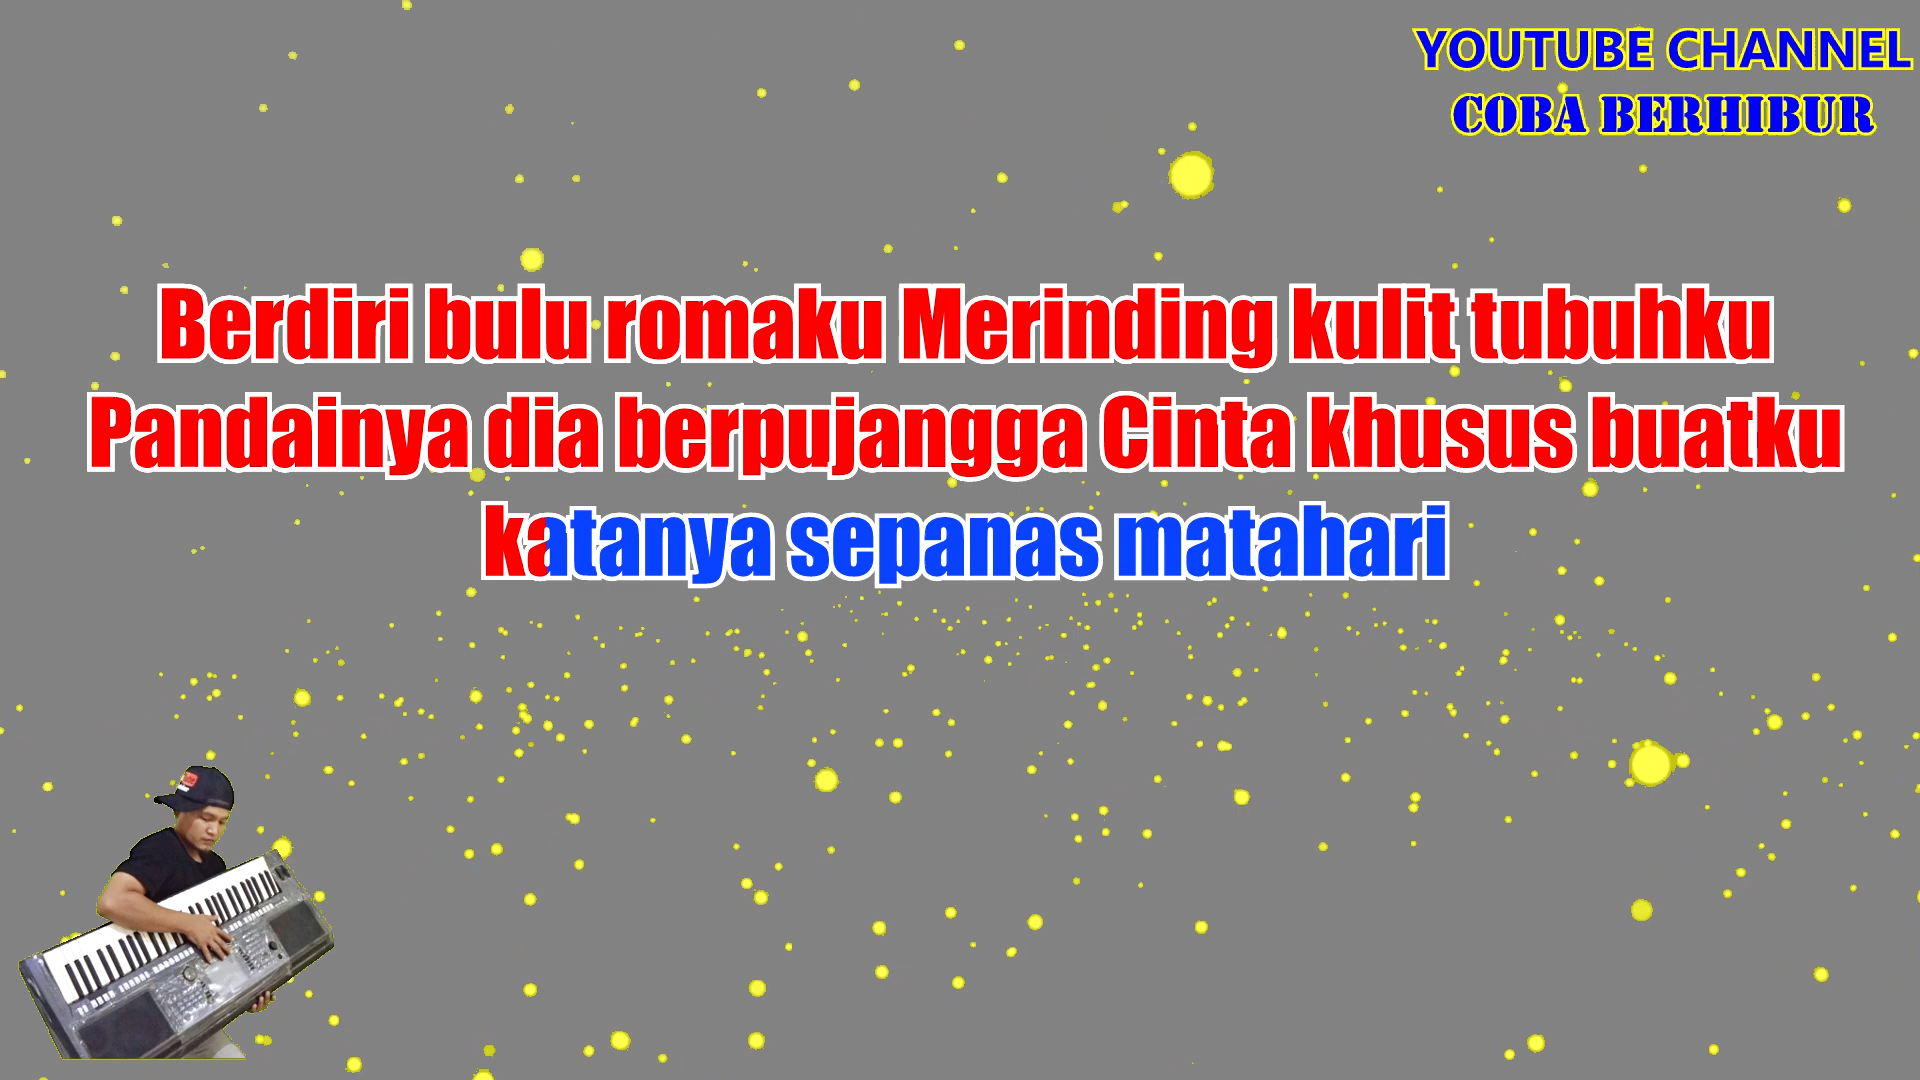 YOUTUBE CHANNEL
COBA BERHIBUR
Berdiri bulu romaku Merinding kulit tubuhku
Pandainya dia berpujangga Cinta khusus buatku
katanya sepanas matahari